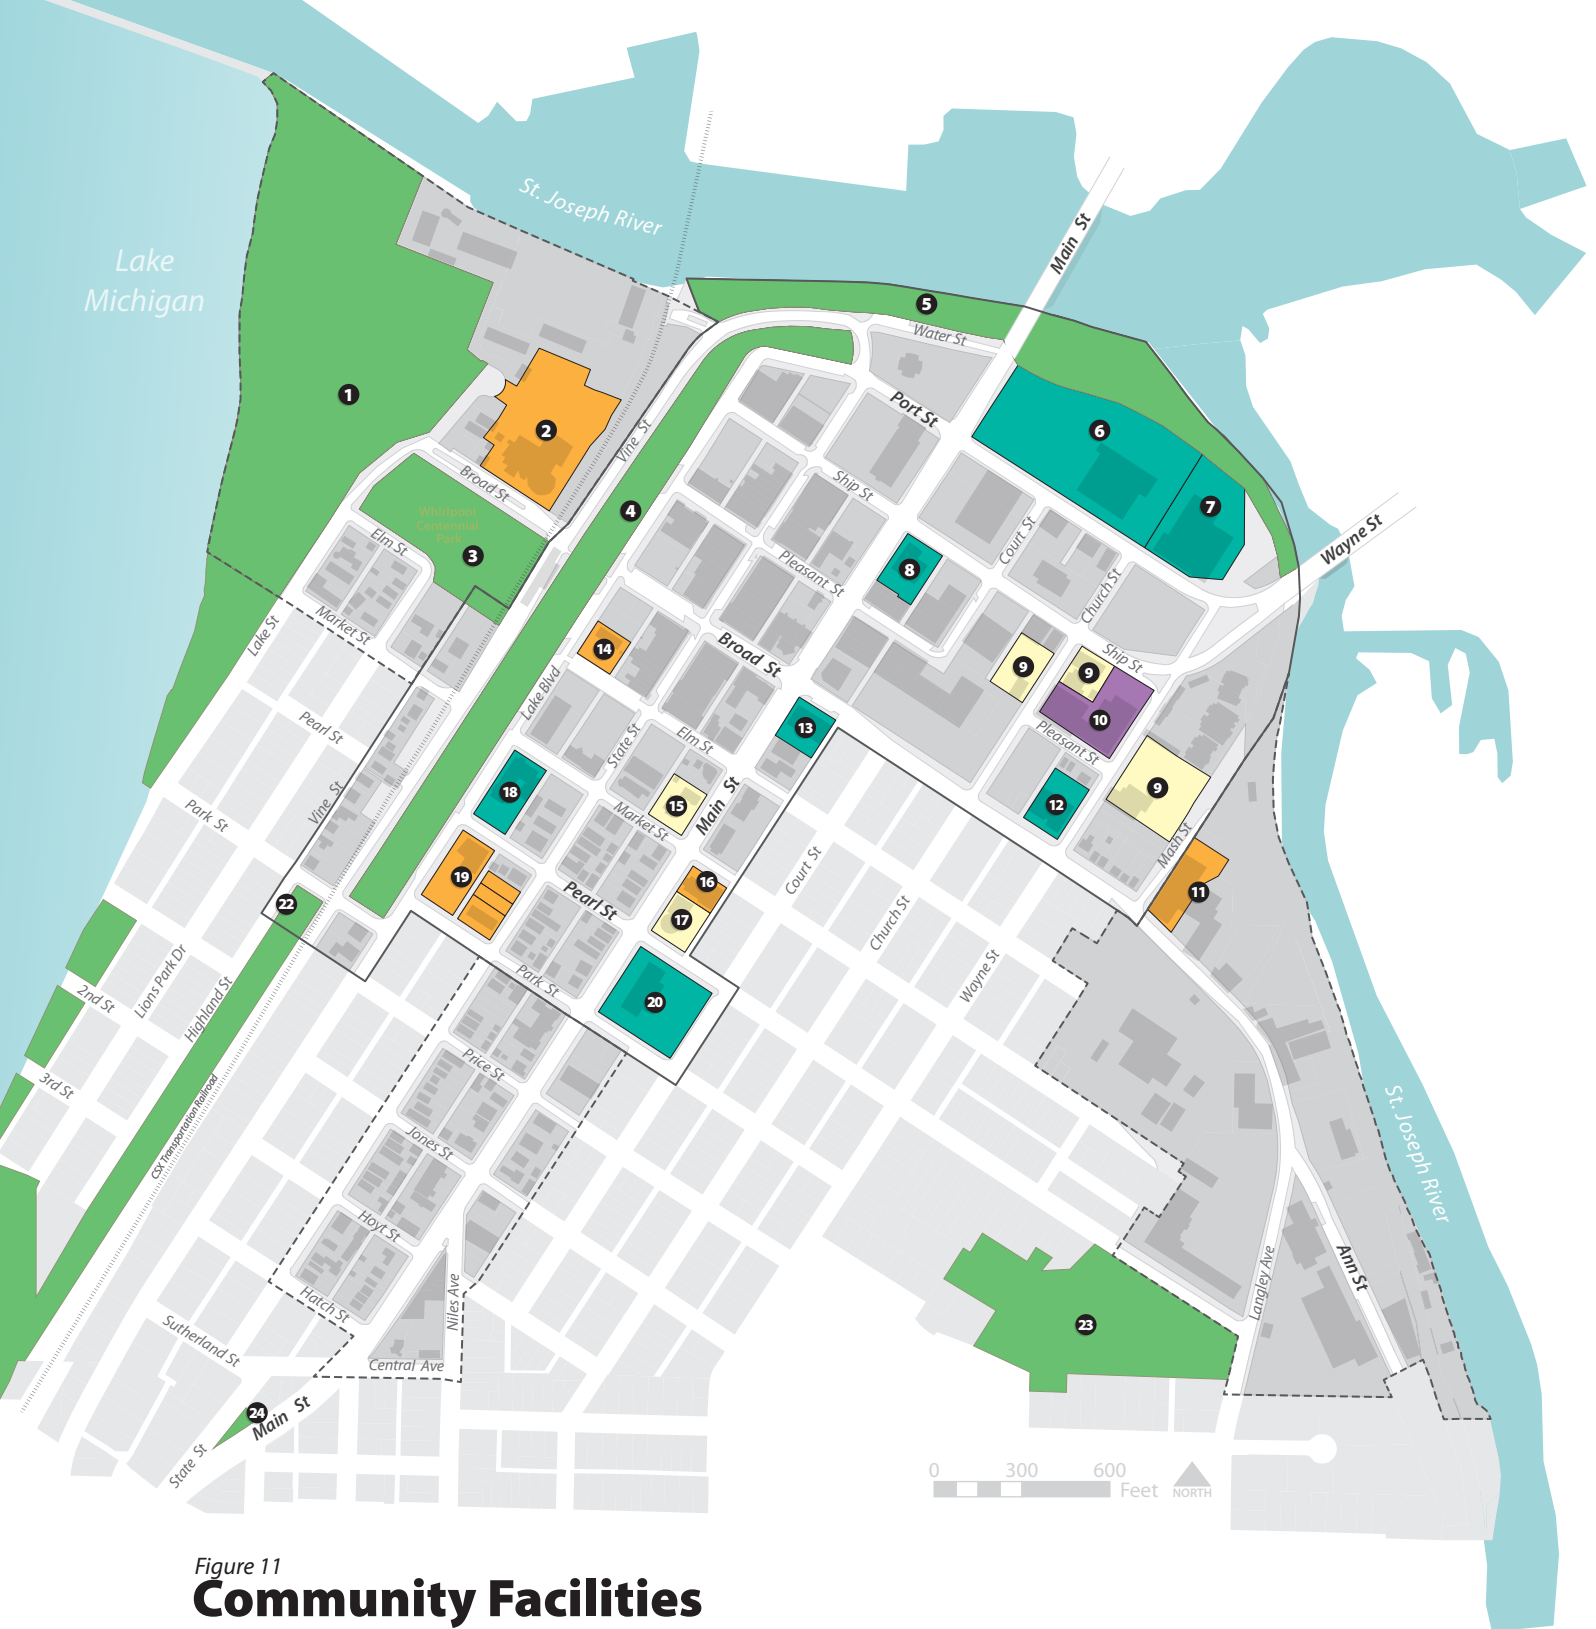 St. Joseph River
Lake
Michigan
Main St
5
Water St
1
Port St
2
6
Vine St
Broad St
Ship St
4
7
Whirlpool
Centennial
Park
3
Elm St
Court St
Wayne St
8
Pleasant St
Church St
Market St
Lake St
14
Broad St
9
Ship St
9
Lake Blvd
10
Pearl St
13
State St
Elm St
Pleasant St
9
18
15
Main St
12
Vine St
Park St
Market St
Mash St
Court St
19
16
11
22
Pearl St
17
Church St
Lions Park Dr
Park St
Wayne St
2nd St
Highland St
20
Price St
3rd St
CSX Transportation Railroad
Jones St
St. Joseph River
Hoyt St
Langley Ave
Ann St
Hatch St
Niles Ave
23
Sutherland St
Central Ave
24
Main St
State St
0 300 600
Feet
NORTH
Figure 11
Community Facilities